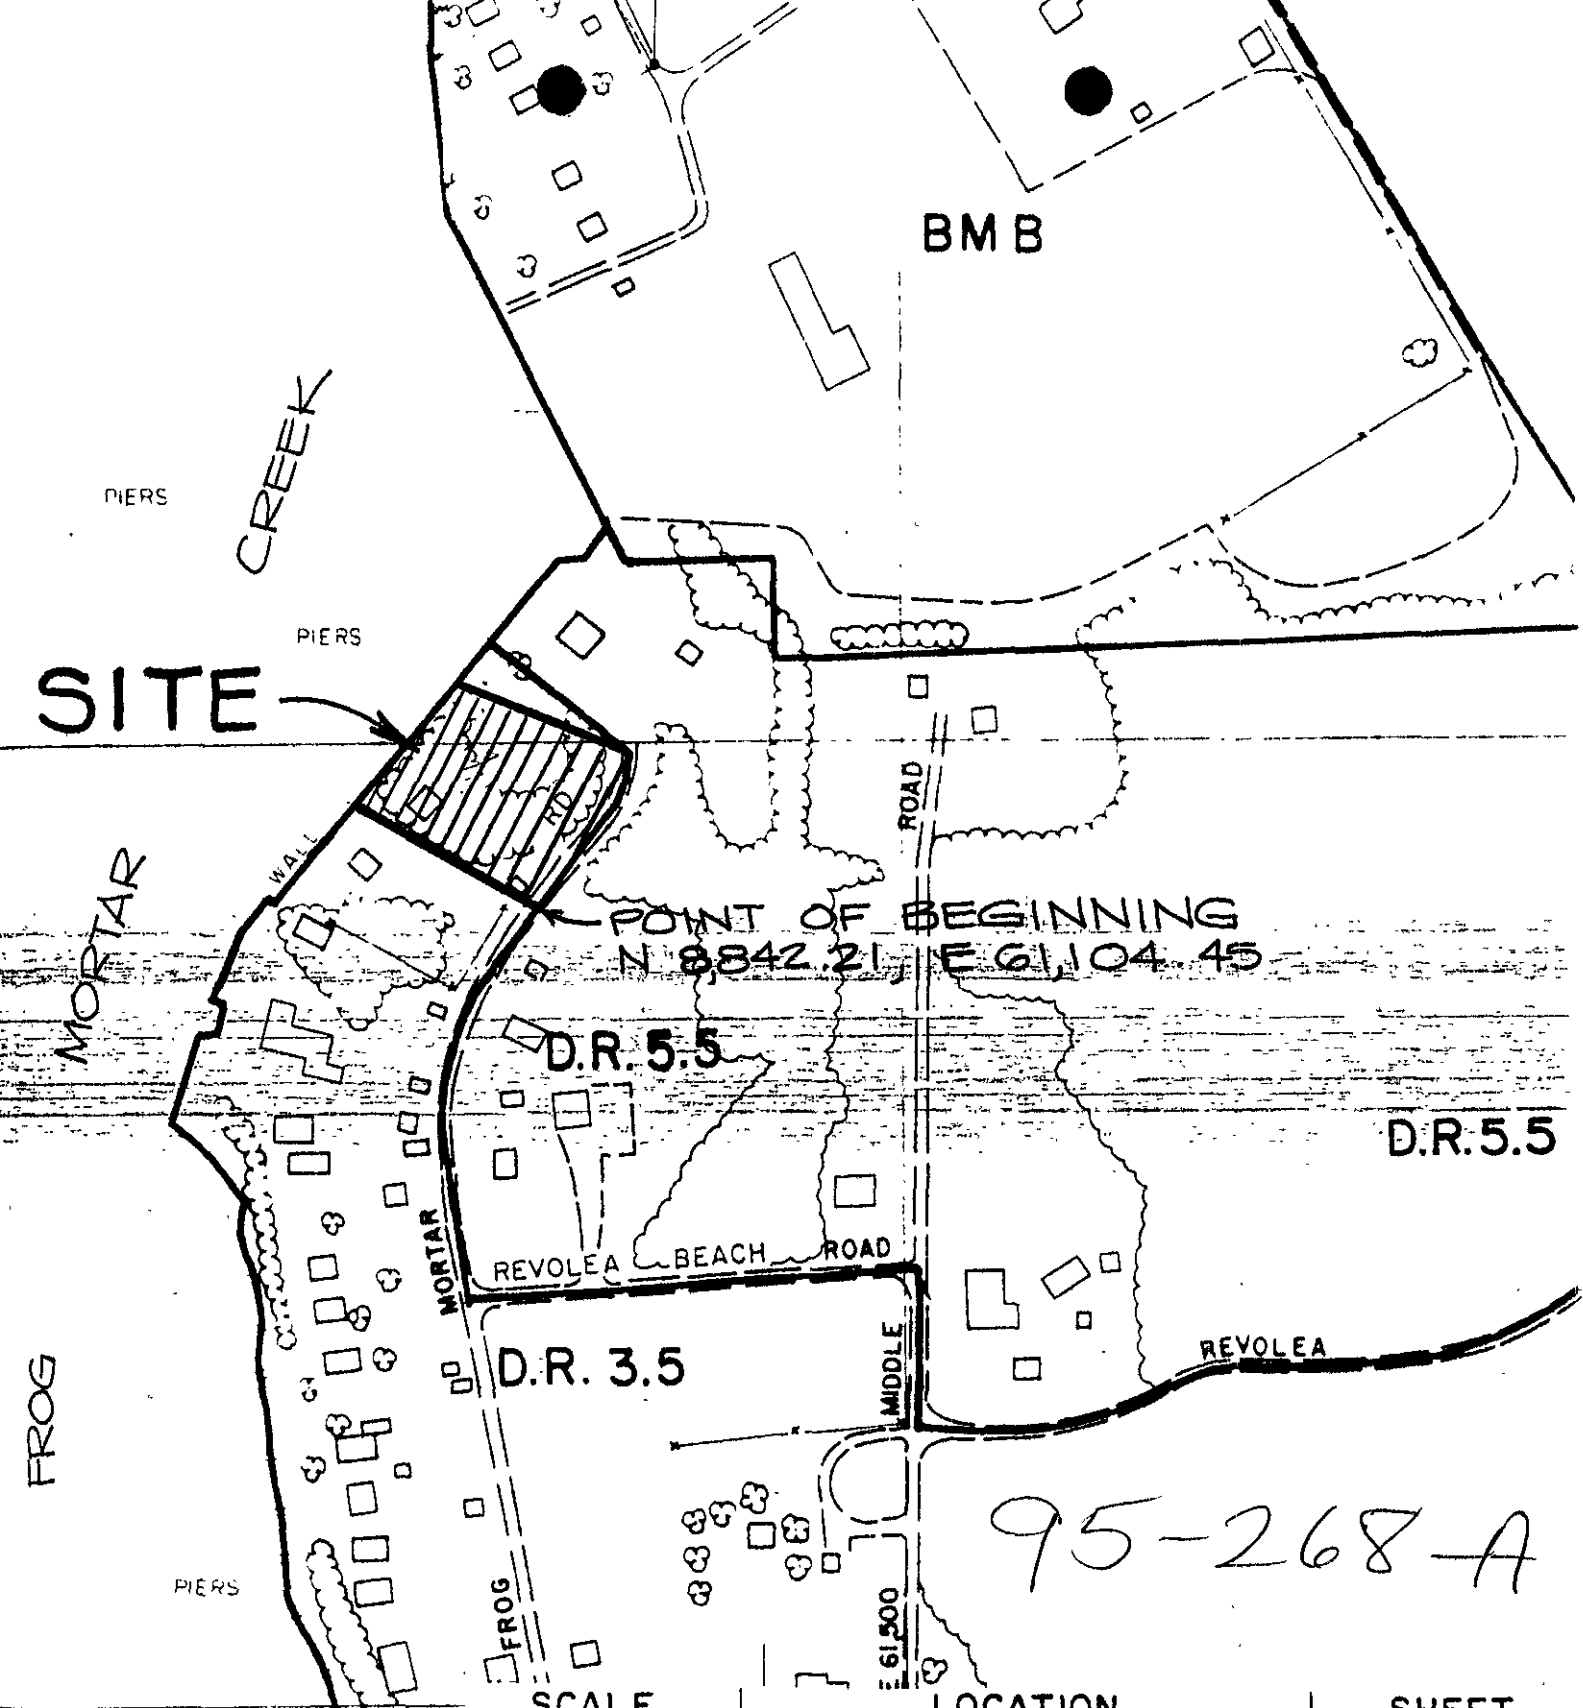 BMB
PIERS
CREEK
PIERS
SITE
ROAD
RD
WALL
MORTAR
POINT OF BEGINNING
N 8,842.21, E 61,104.45
D.R. 5.5
D.R. 5.5
MORTAR
REVOLEA BEACH ROAD
MIDDLE
REVOLEA
D.R. 3.5
FROG
95-268-A
PIERS
FROG
E 61,500
SCALE
LOCATION
SHEET